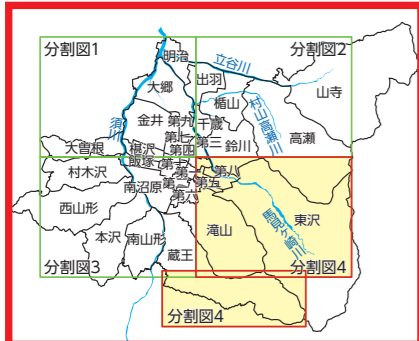 分割図1
分割図2
明治
立谷川
出羽
大郷
山寺
楯山
村山高瀬川
須川
金井
第九
千歳
高瀬
第七
第三
鈴川
大曽根
椹沢
第四
飯塚
第十
第八
村木沢
第一
南沼原
第二
第五
第六
馬見ヶ崎川
東沢
西山形
滝山
本沢
南山形
蔵王
分割図3
分割図4
分割図4